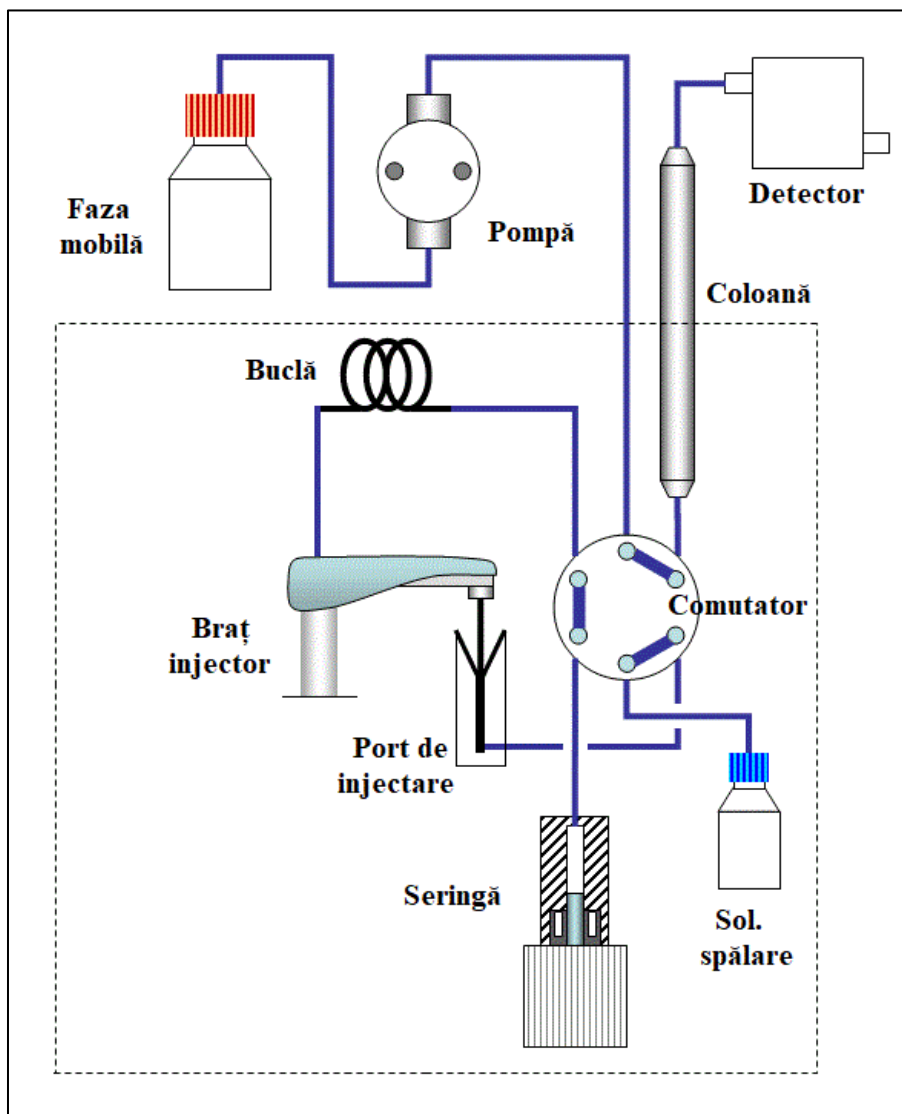 Faza
mobilă
Pompă
Detector
Coloană
Buclă
Comutator
Braț
injector
Port de
injectare
Seringă
Sol.
spălare